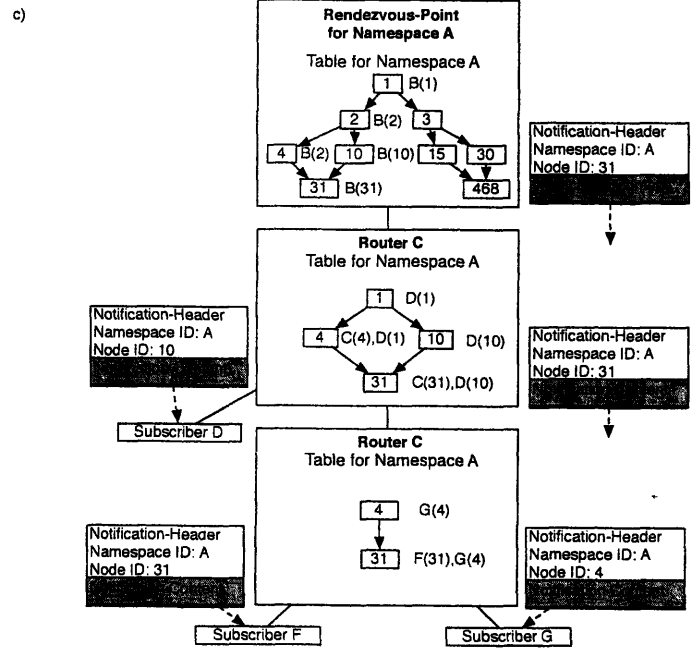 c)
Rendezvous-Point
for Namespace A
Table for Namespace A
1 B(1)
2 B(2) 3
4 B(2) 10 B(10) 15 30
31 B(31) 468
Notification-Header
Namespace ID: A
Node ID: 31
Router C
Table for Namespace A
1 D(1)
4 C(4),D(1) 10 D(10)
31 C(31),D(10)
Notification-Header
Namespace ID: A
Node ID: 10
Subscriber D
Notification-Header
Namespace ID: A
Node ID: 31
Router C
Table for Namespace A
4 G(4)
31 F(31),G(4)
Notification-Header
Namespace ID: A
Node ID: 31
Subscriber F
Notification-Header
Namespace ID: A
Node ID: 4
Subscriber G